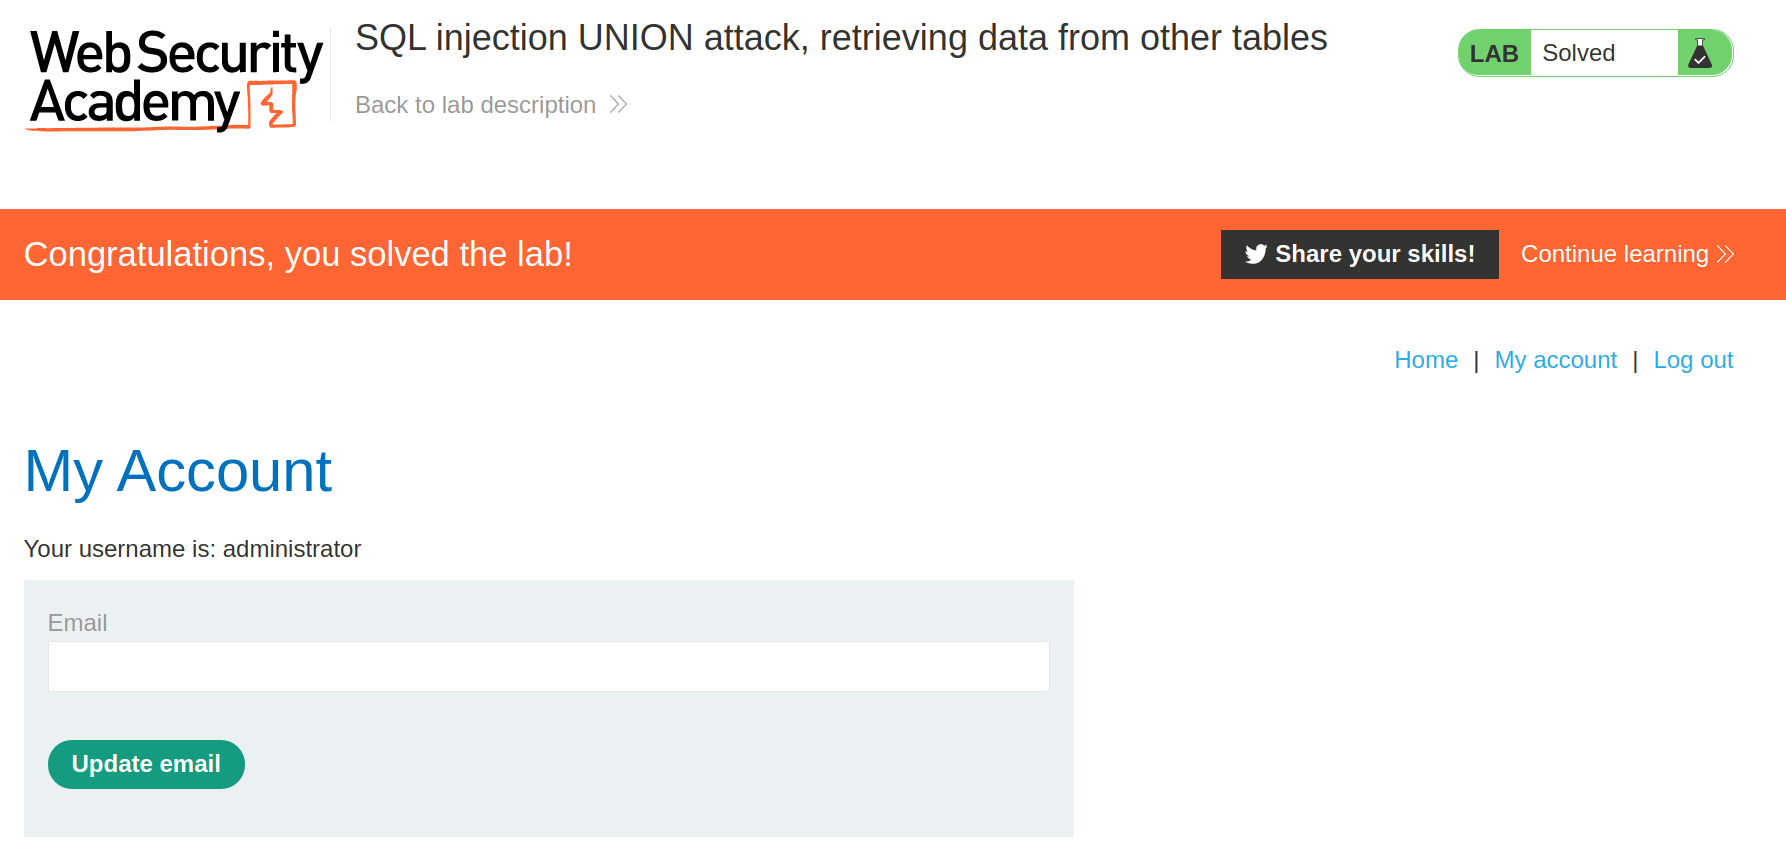 Web Security
Academy
SQL injection UNION attack, retrieving data from other tables
Back to lab description
LAB Solved
Congratulations, you solved the lab!
Share your skills! Continue learning
Home | My account | Log out
My Account
Your username is: administrator
Email
Update email